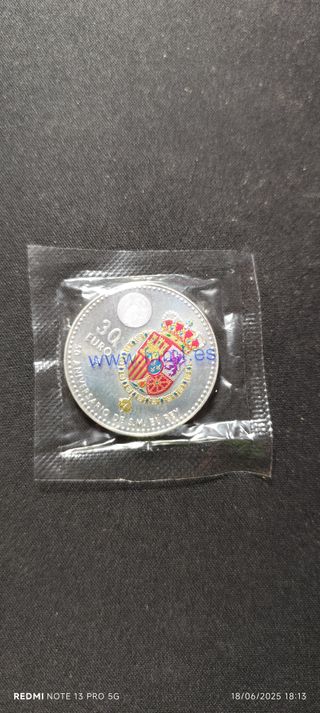 30
EURO
www.fnmt.es
50 ANIVERSARIO DE S.M. EL REY
REDMI NOTE 13 PRO 5G
18/06/2025 18:13